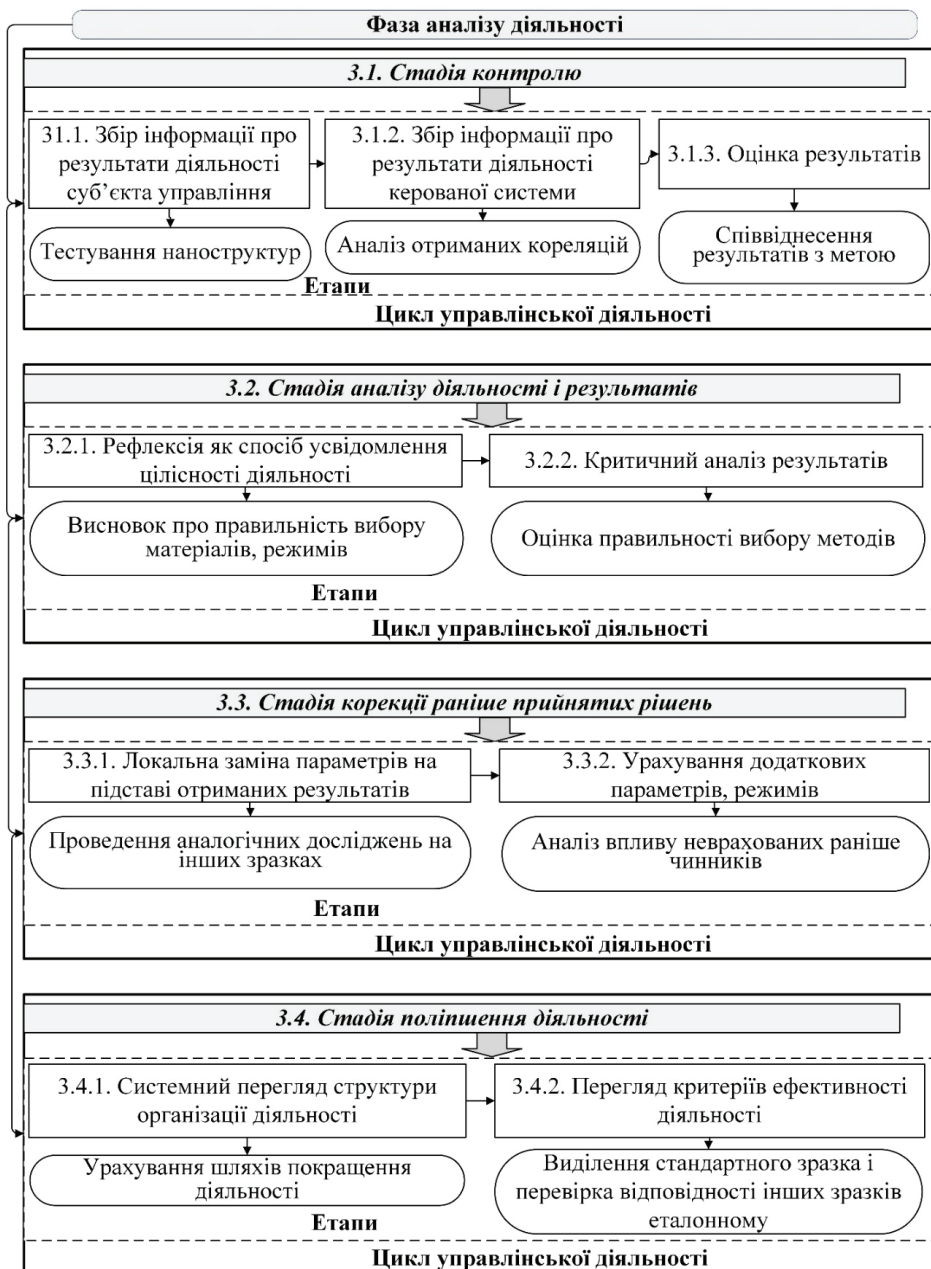 Фаза аналізу діяльності
3.1. Стадія контролю
31.1. Збір інформації про
результати діяльності
суб’єкта управління
3.1.2. Збір інформації про
результати діяльності
керованої системи
3.1.3. Оцінка результатів
Тестування наноструктур
Аналіз отриманих кореляцій
Співвіднесення
результатів з метою
Етапи
Цикл управлінської діяльності
3.2. Стадія аналізу діяльності і результатів
3.2.1. Рефлексія як спосіб усвідомлення
цілісності діяльності
3.2.2. Критичний аналіз результатів
Висновок про правильність вибору
матеріалів, режимів
Оцінка правильності вибору методів
Етапи
Цикл управлінської діяльності
3.3. Стадія корекції раніше прийнятих рішень
3.3.1. Локальна заміна параметрів на
підставі отриманих результатів
3.3.2. Урахування додаткових
параметрів, режимів
Проведення аналогічних досліджень на
інших зразках
Аналіз впливу неврахованих раніше
чинників
Етапи
Цикл управлінської діяльності
3.4. Стадія поліпшення діяльності
3.4.1. Системний перегляд структури
організації діяльності
3.4.2. Перегляд критеріїв ефективності
діяльності
Урахування шляхів покращення
діяльності
Виділення стандартного зразка і
перевірка відповідності інших зразків
еталонному
Етапи
Цикл управлінської діяльності